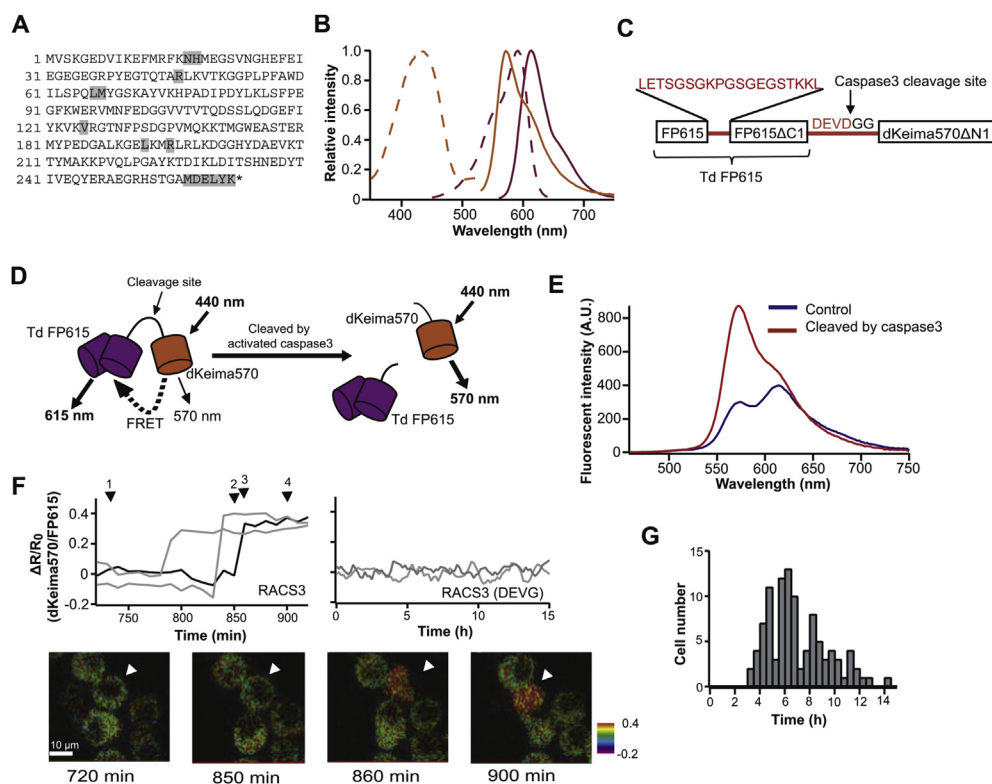 A
1 MVSKGEDVIKEFMRFKNHMEGSVNGHEFEI
31 EGEGEGRPYEGTQTARLKVTKGGPLPFAWD
61 ILSPQLMYGSKAYVKHPADIPDYLKLSFPE
91 GFKWERVMNFEDGGVVTVTQDSSLQDGEFI
121 YKVKVRGTNFPSDGPVMQKKTMGWEASTER
181 MYPEDGALKGELKMRLRLKDGGHYDAEVKT
211 TYMAKKPVQLPGAYKTDIKLDITSHNEDYT
241 IVEQYERAEGRHSTGAMDELYK*
B
Relative intensity
1.0
0.8
0.6
0.4
0.2
0
400 500 600 700
Wavelength (nm)
C
LETSGSGKPGSGEGSTKKL
Caspase3 cleavage site
DEVDGG
FP615 FP615ΔC1 dKeima570ΔN1
Td FP615
D
Cleavage site
440 nm
Td FP615
dKeima570
615 nm
FRET
570 nm
Cleaved by
activated caspase3
440 nm
dKeima570
570 nm
Td FP615
E
Fluorescent intensity (A.U.)
800
600
400
200
0
500 550 600 650 700 750
Wavelength (nm)
Control
Cleaved by caspase3
F
ΔR/R0
(dKeima570/FP615)
0.4
0.2
0
-0.2
1 2 3 4
RACS3
750 800 850 900
Time (min)
RACS3 (DEVG)
0 5 10 15
Time (h)
10 μm
720 min 850 min 860 min 900 min
0.4
-0.2
G
Cell number
15
10
5
0
0 2 4 6 8 10 12 14
Time (h)